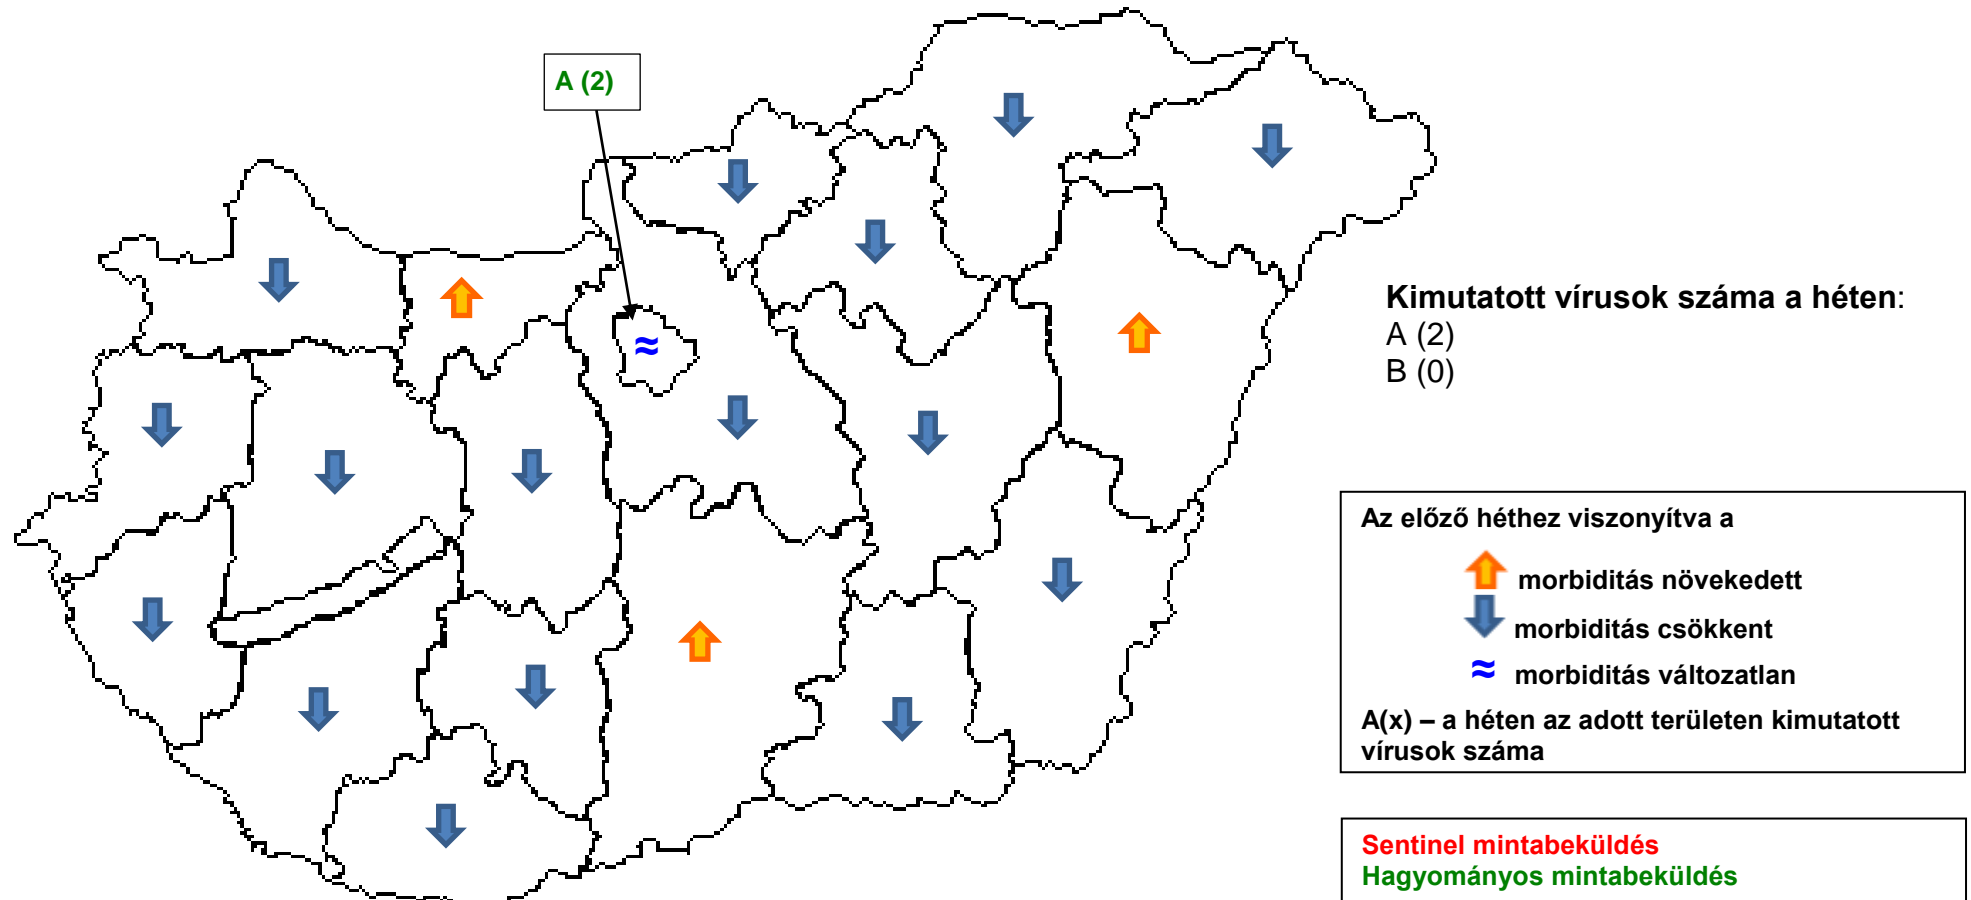 A (2)
Kimutatott vírusok száma a héten:
A (2)
B (0)
≈
Az előző héthez viszonyítva a
morbiditás növekedett
morbiditás csökkent
≈ morbiditás változatlan
A(x) – a héten az adott területen kimutatott
vírusok száma
Sentinel mintabeküldés
Hagyományos mintabeküldés